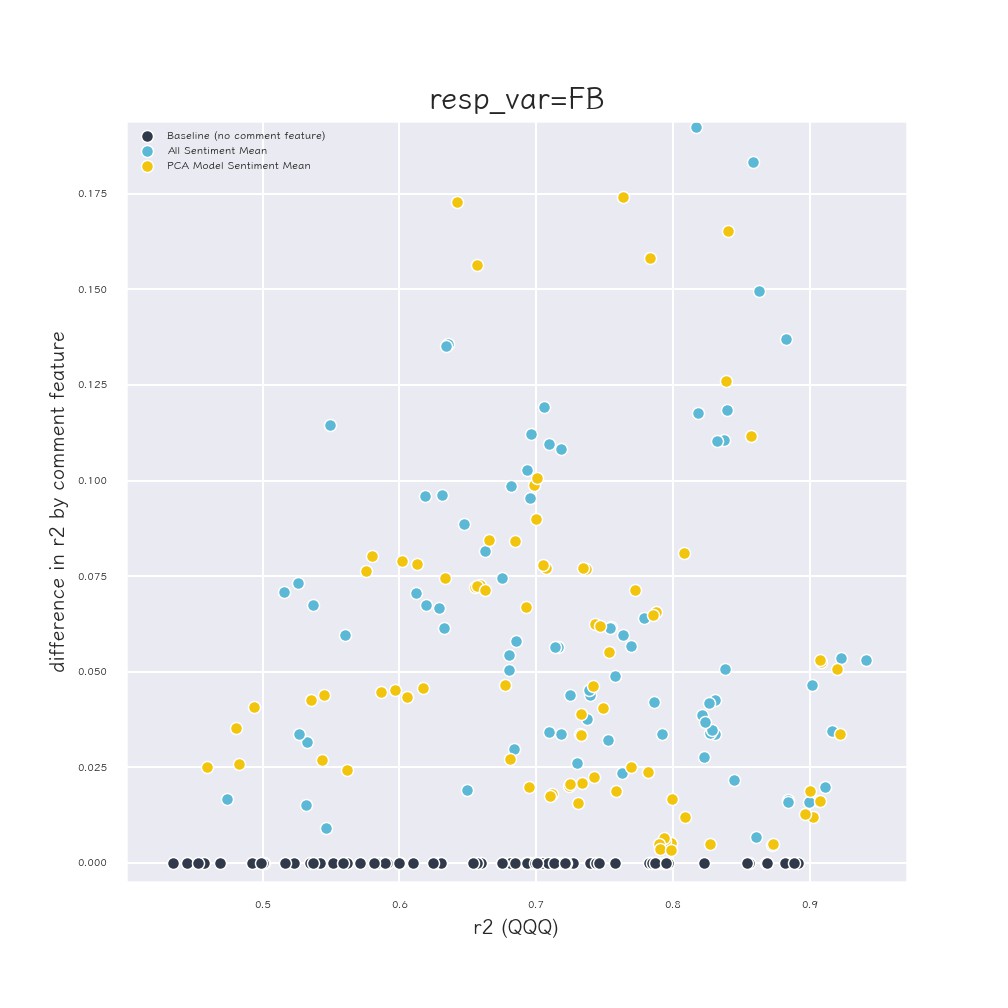 resp_var=FB
Baseline (no comment feature)
All Sentiment Mean
PCA Model Sentiment Mean
difference in r2 by comment feature
0.175
0.150
0.125
0.100
0.075
0.050
0.025
0.000
0.5 0.6 0.7 0.8 0.9
r2 (QQQ)